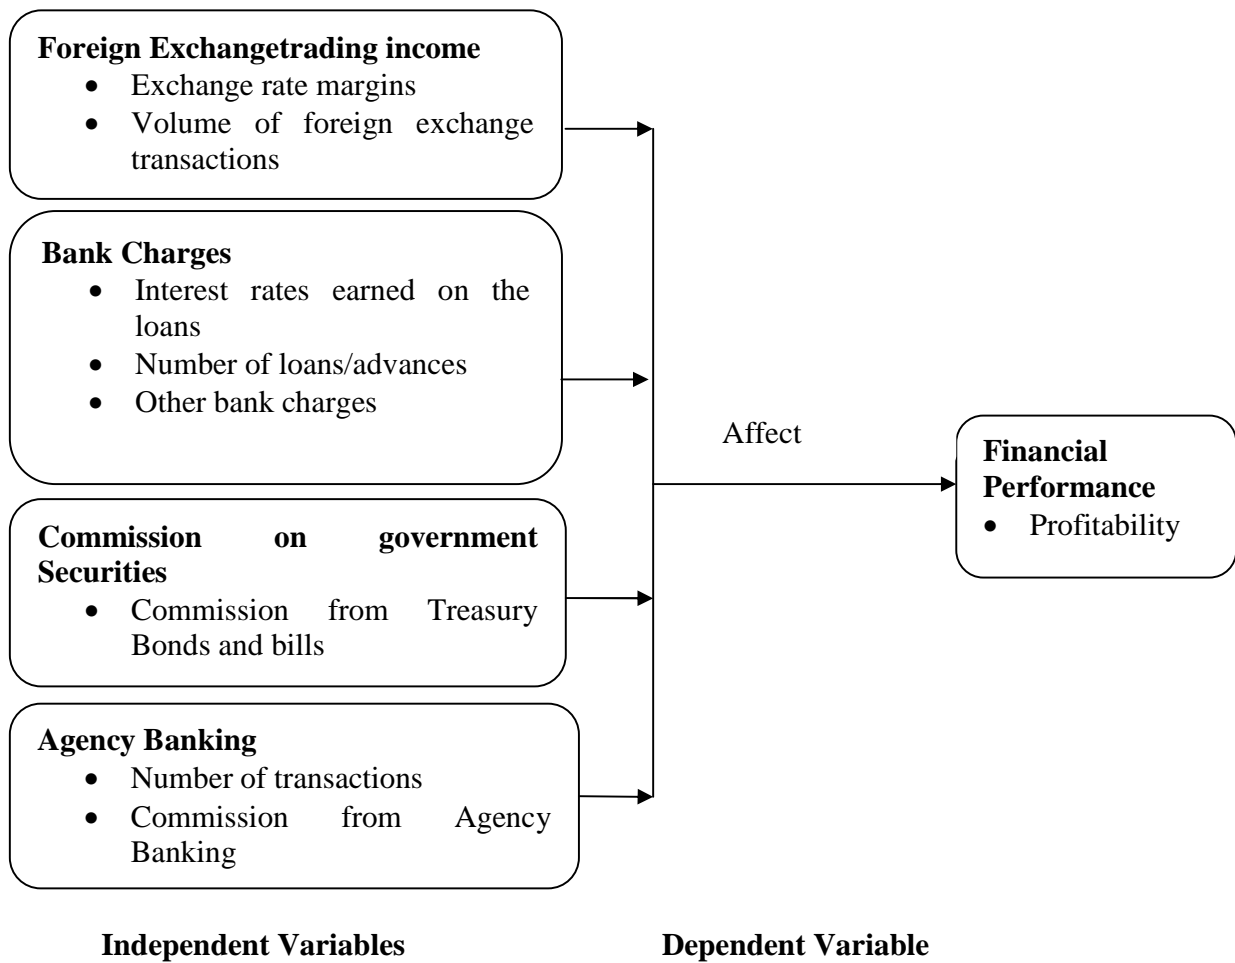 Foreign Exchangetrading income
• Exchange rate margins
• Volume of foreign exchange
transactions
Bank Charges
• Interest rates earned on the
loans
• Number of loans/advances
• Other bank charges
Commission on government
Securities
• Commission from Treasury
Bonds and bills
Agency Banking
• Number of transactions
• Commission from Agency
Banking
Affect
Financial
Performance
• Profitability
Independent Variables
Dependent Variable